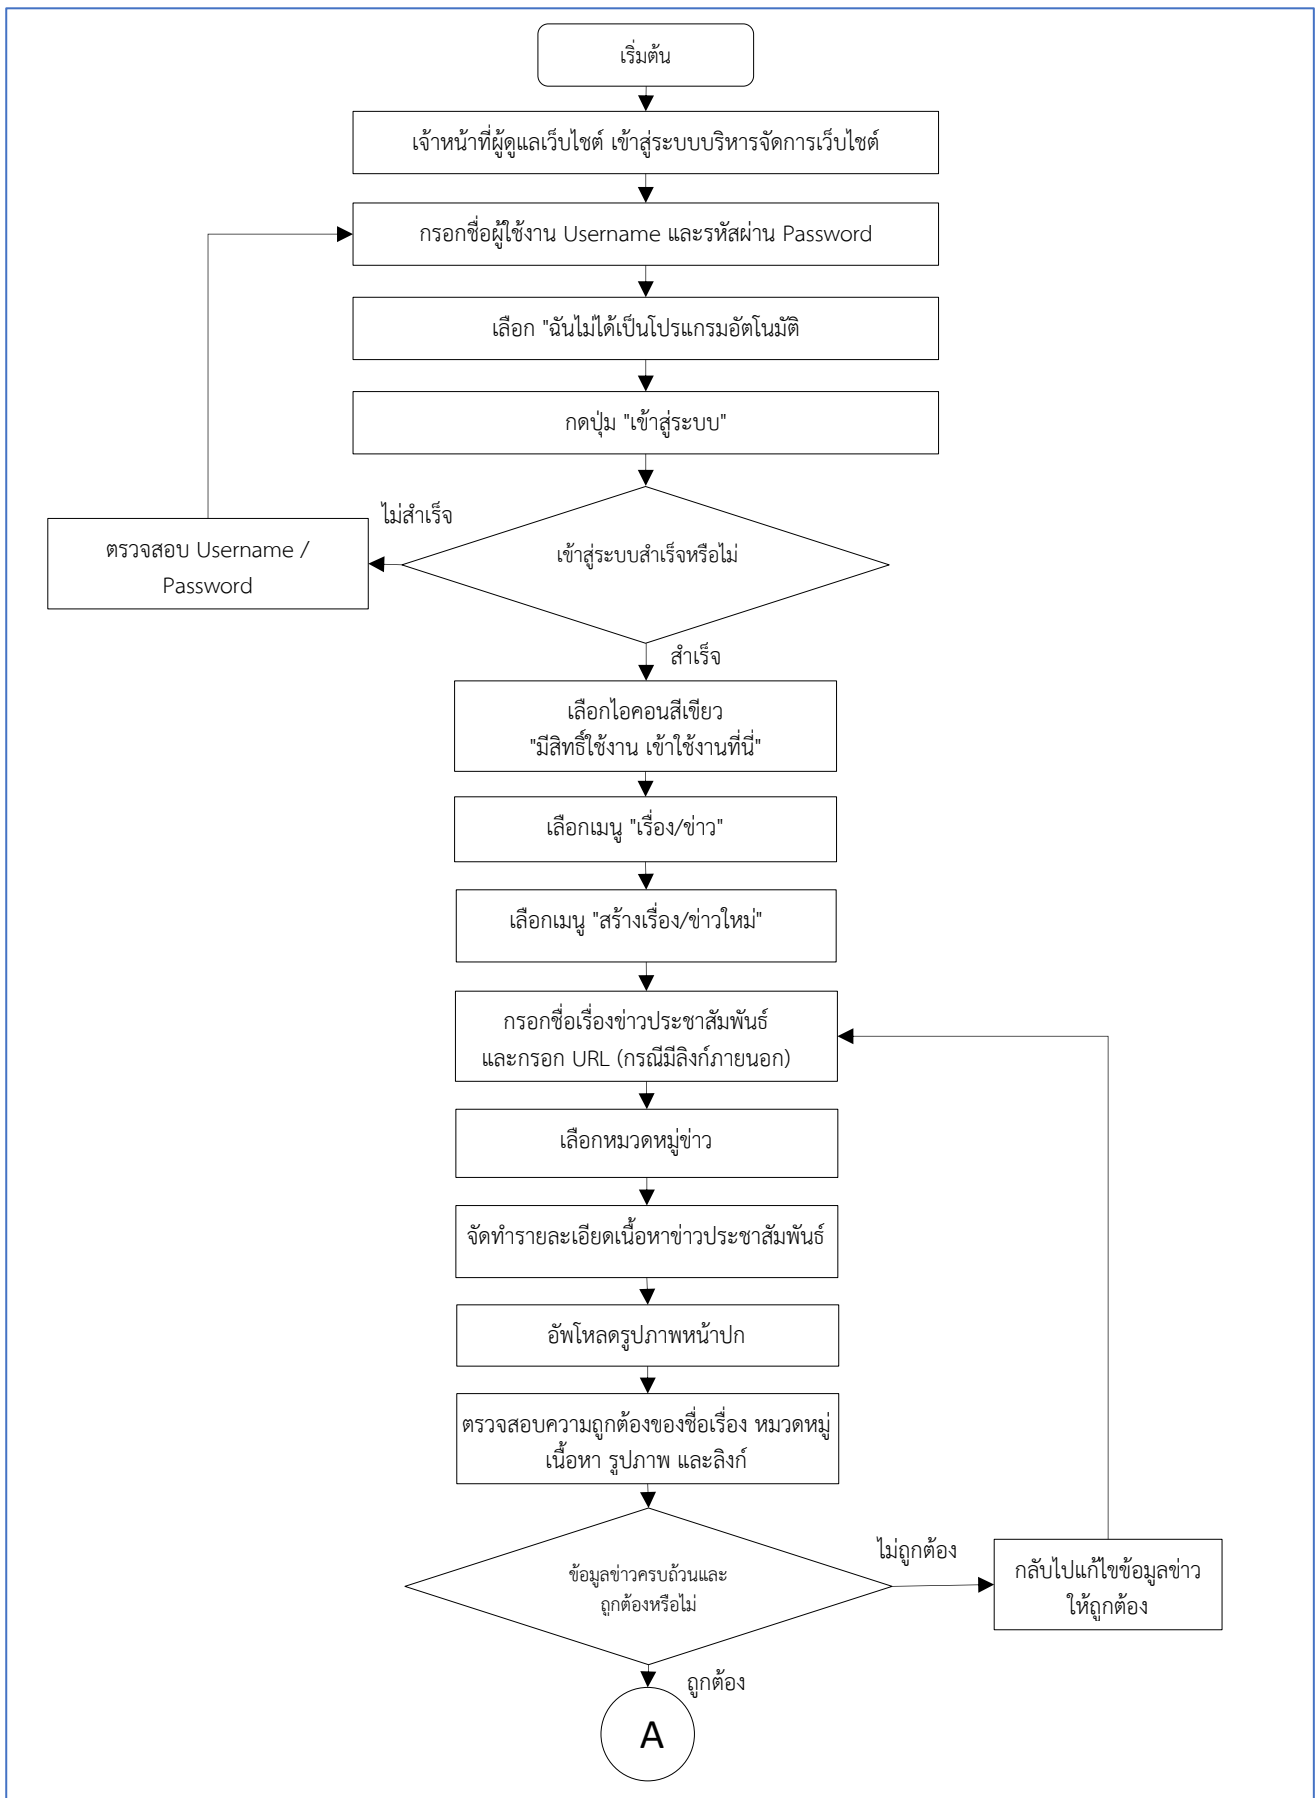 เริ่มต้น
เจ้าหน้าที่ผู้ดูแลเว็บไซต์ เข้าสู่ระบบบริหารจัดการเว็บไซต์
กรอกชื่อผู้ใช้งาน Username และรหัสผ่าน Password
เลือก "ฉันไม่ได้เป็นโปรแกรมอัตโนมัติ
กดปุ่ม "เข้าสู่ระบบ"
ไม่สำเร็จ
ตรวจสอบ Username /
Password
เข้าสู่ระบบสำเร็จหรือไม่
สำเร็จ
เลือกไอคอนสีเขียว
"มีสิทธิ์ใช้งาน เข้าใช้งานที่นี่"
เลือกเมนู "เรื่อง/ข่าว"
เลือกเมนู "สร้างเรื่อง/ข่าวใหม่"
กรอกชื่อเรื่องข่าวประชาสัมพันธ์
และกรอก URL (กรณีมีลิงก์ภายนอก)
เลือกหมวดหมู่ข่าว
จัดทำรายละเอียดเนื้อหาข่าวประชาสัมพันธ์
อัพโหลดรูปภาพหน้าปก
ตรวจสอบความถูกต้องของชื่อเรื่อง หมวดหมู่
เนื้อหา รูปภาพ และลิงก์
ข้อมูลข่าวครบถ้วนและ
ถูกต้องหรือไม่
ไม่ถูกต้อง
กลับไปแก้ไขข้อมูลข่าว
ให้ถูกต้อง
ถูกต้อง
A